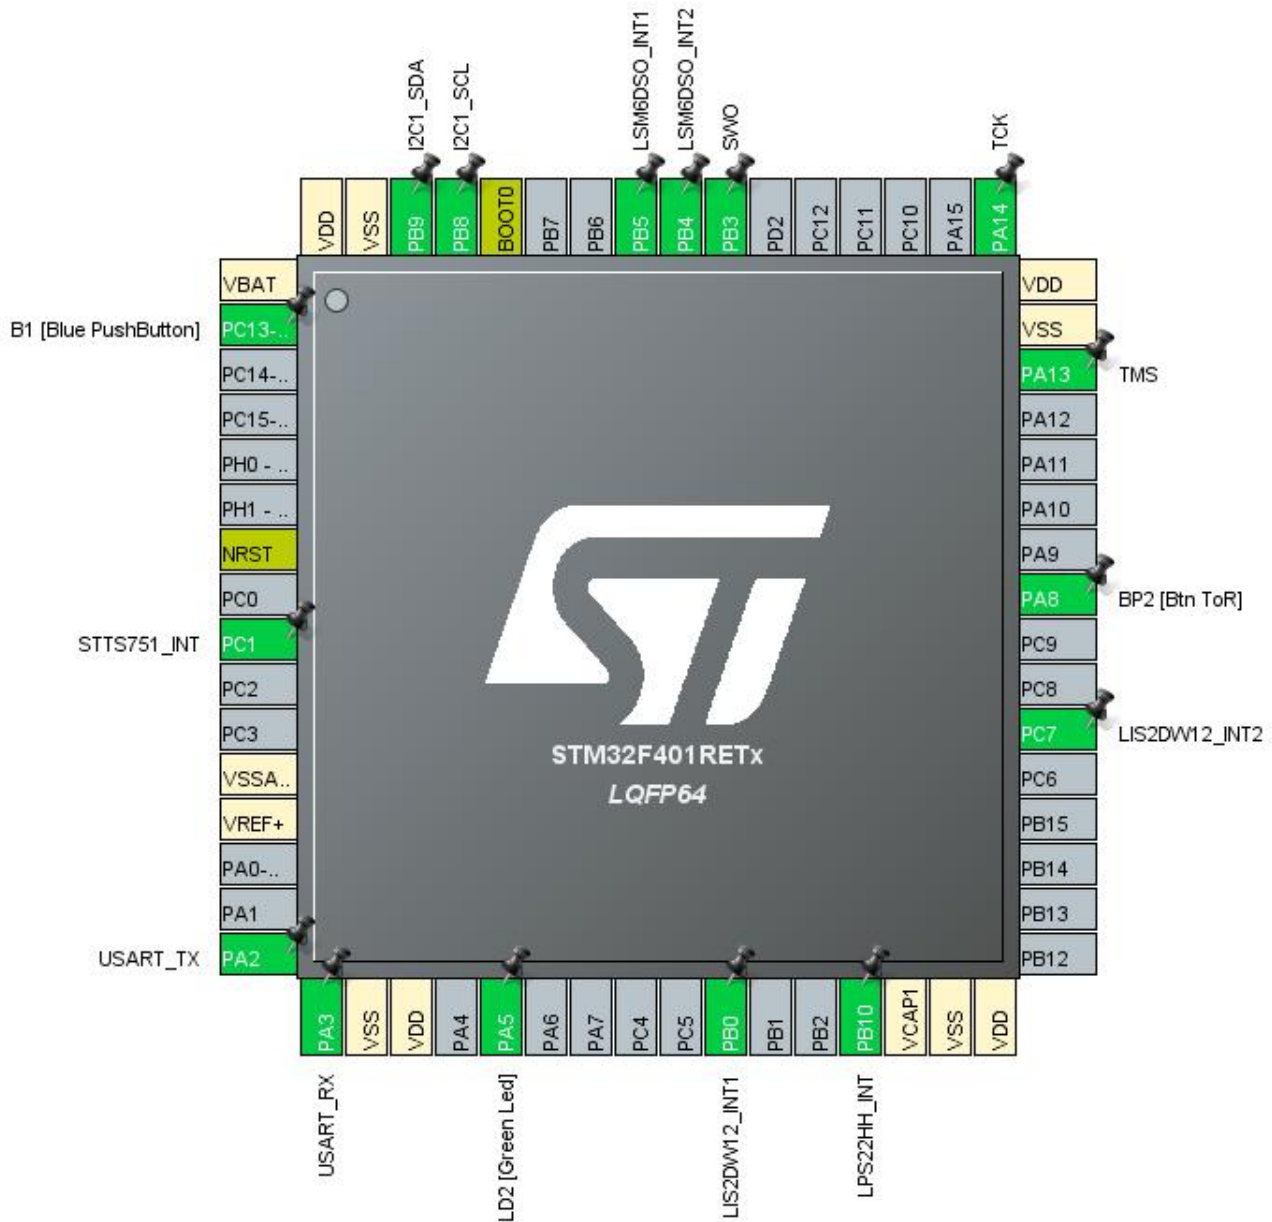 I2C1_SDA
I2C1_SCL
LSM6DSO_INT1
LSM6DSO_INT2
SWO
TCK
VDD
VSS
PB9
PB8
BOOT0
PB7
PB6
PB5
PB4
PB3
PD2
PC12
PC11
PC10
PA15
PA14
B1 [Blue PushButton]
STTS751_INT
USART_TX
VBAT
PC13-..
PC14-..
PC15-..
PH0 - ..
PH1 - ..
NRST
PC0
PC1
PC2
PC3
VSSA..
VREF+
PA0-..
PA1
PA2
ST
STM32F401RETx
LQFP64
VDD
VSS
PA13
PA12
PA11
PA10
PA9
PA8
PC9
PC8
PC7
PC6
PB15
PB14
PB13
PB12
TMS
BP2 [Btn ToR]
LIS2DW12_INT2
PA3
VSS
VDD
PA4
PA5
PA6
PA7
PC4
PC5
PB0
PB1
PB2
PB10
VCAP1
VSS
VDD
USART_RX
LD2 [Green Led]
LIS2DW12_INT1
LPS22HH_INT